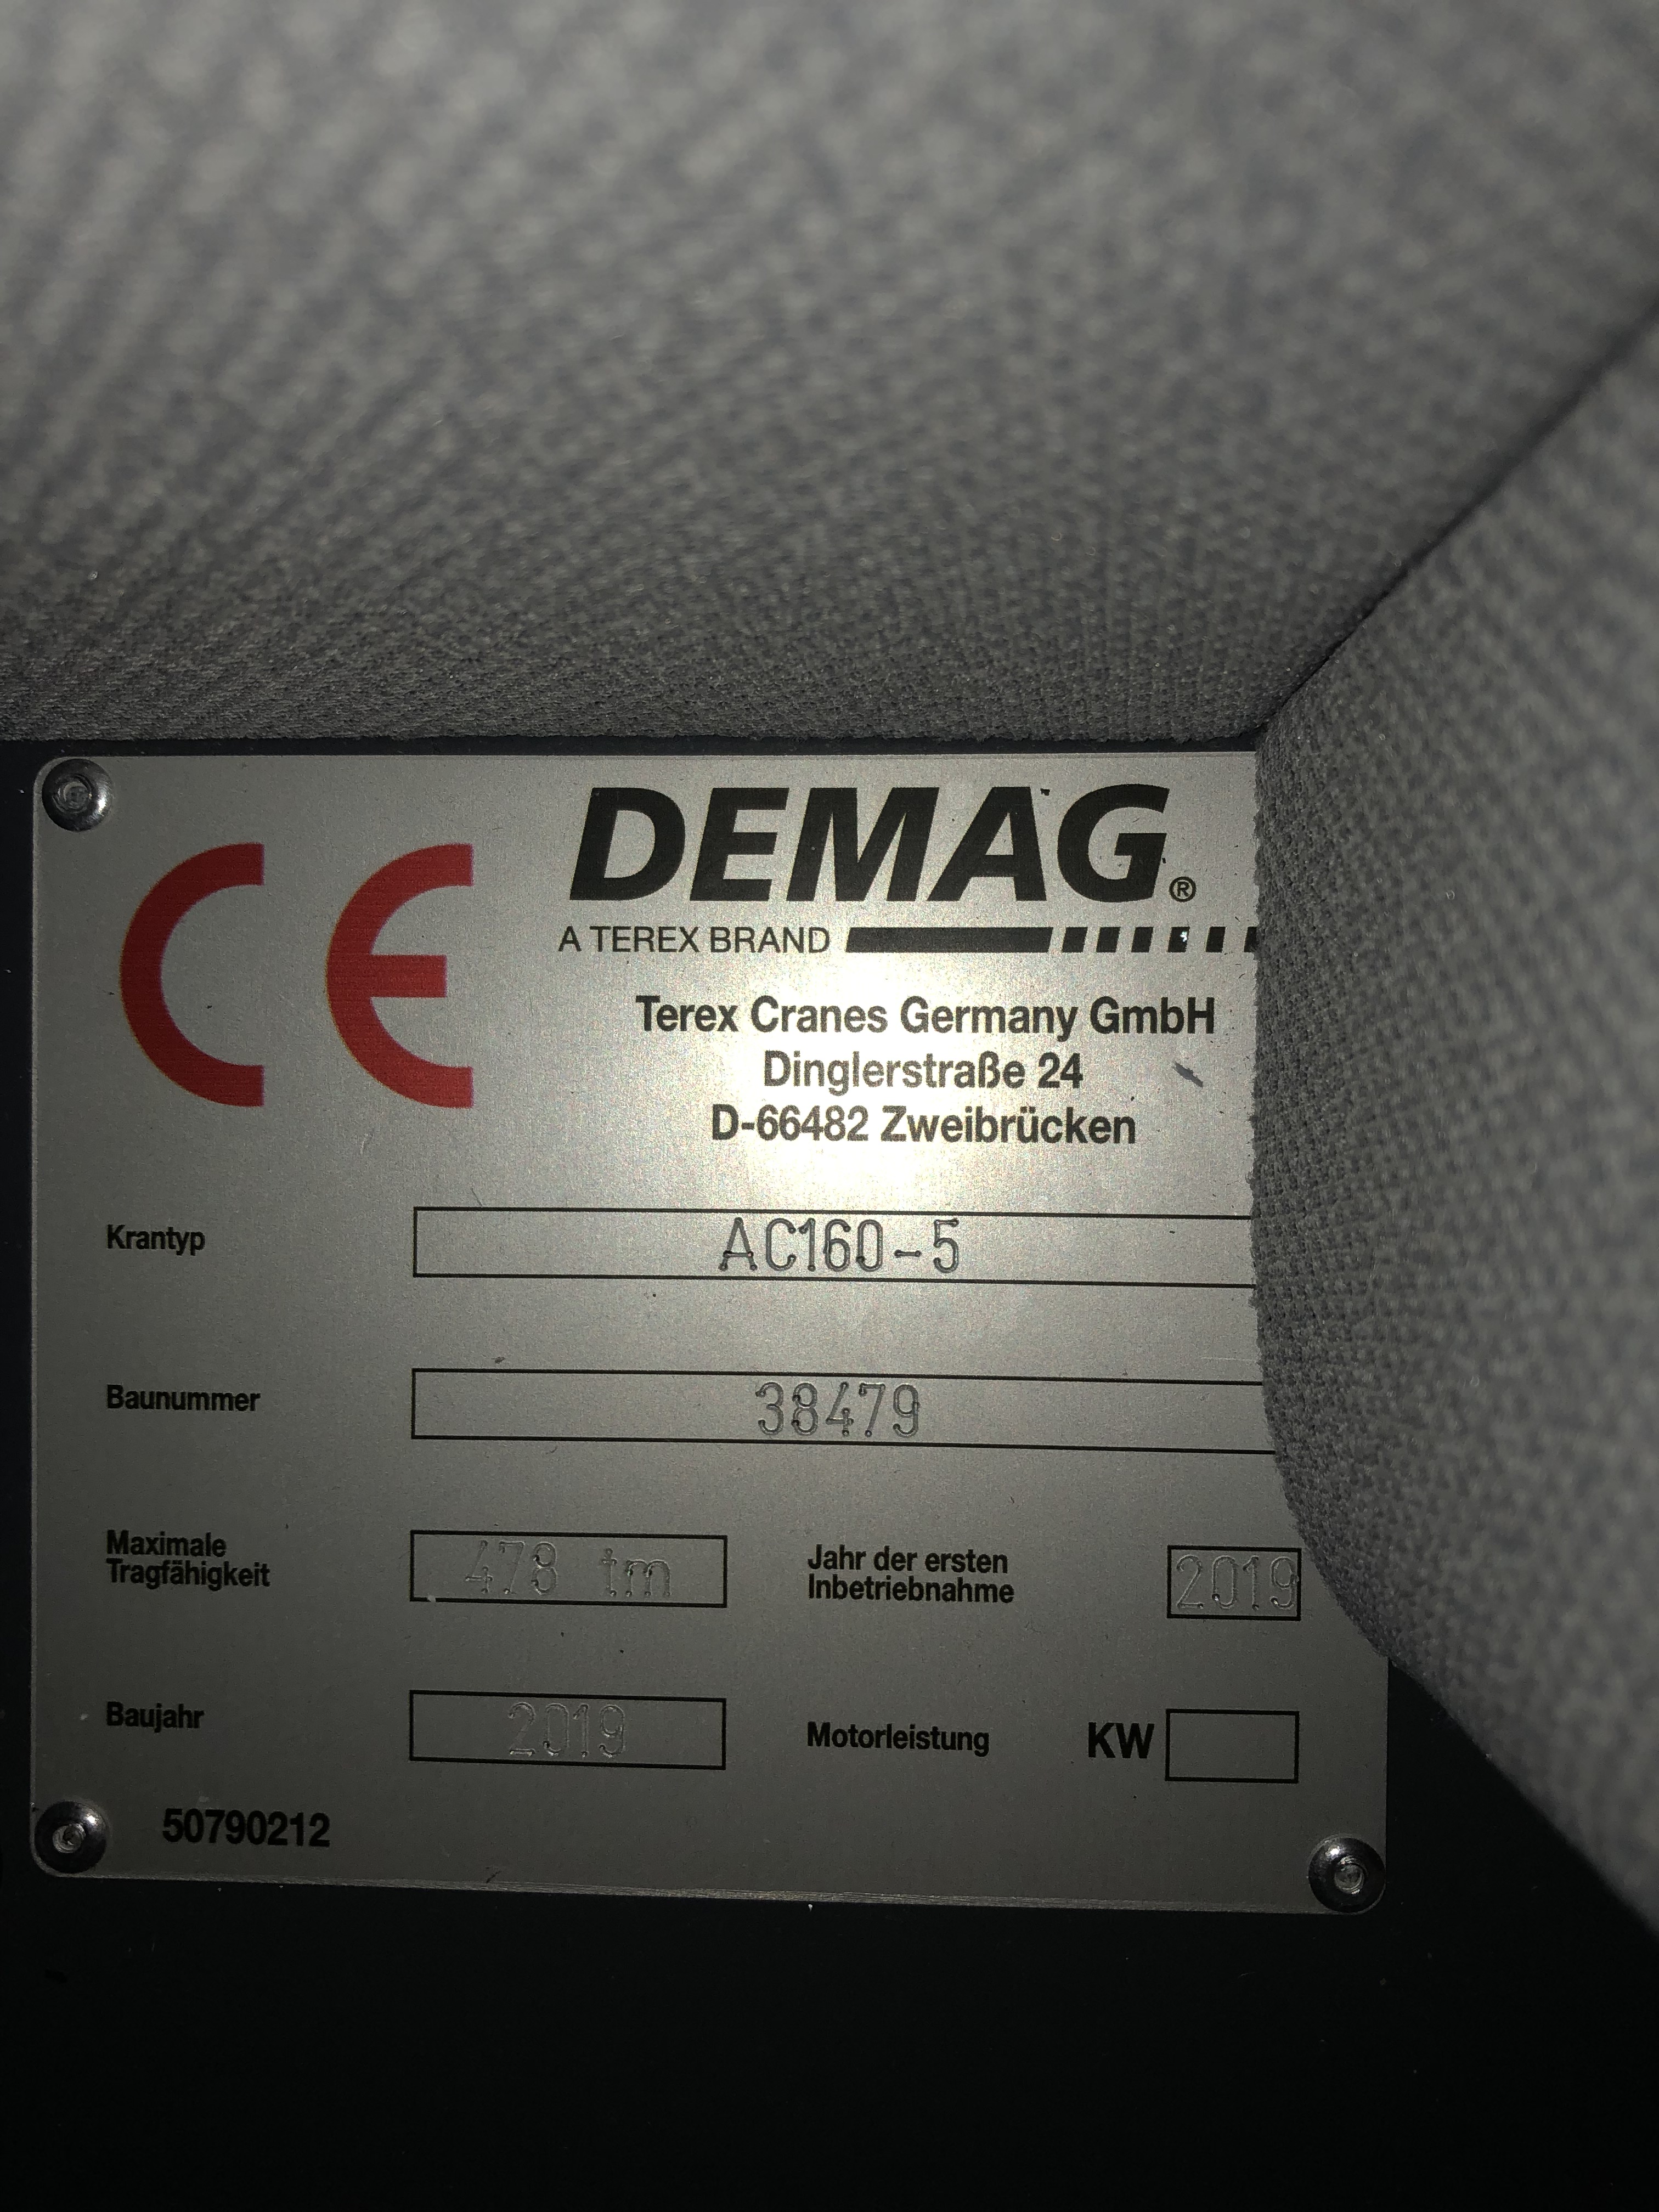 CE
DEMAG®
A TEREX BRAND
Terex Cranes Germany GmbH
Dinglerstraße 24
D-66482 Zweibrücken
Krantyp AC160-5
Baunummer 38479
Maximale
Tragfähigkeit 478 tm
Jahr der ersten
Inbetriebnahme 2019
Baujahr 2019
Motorleistung KW
50790212